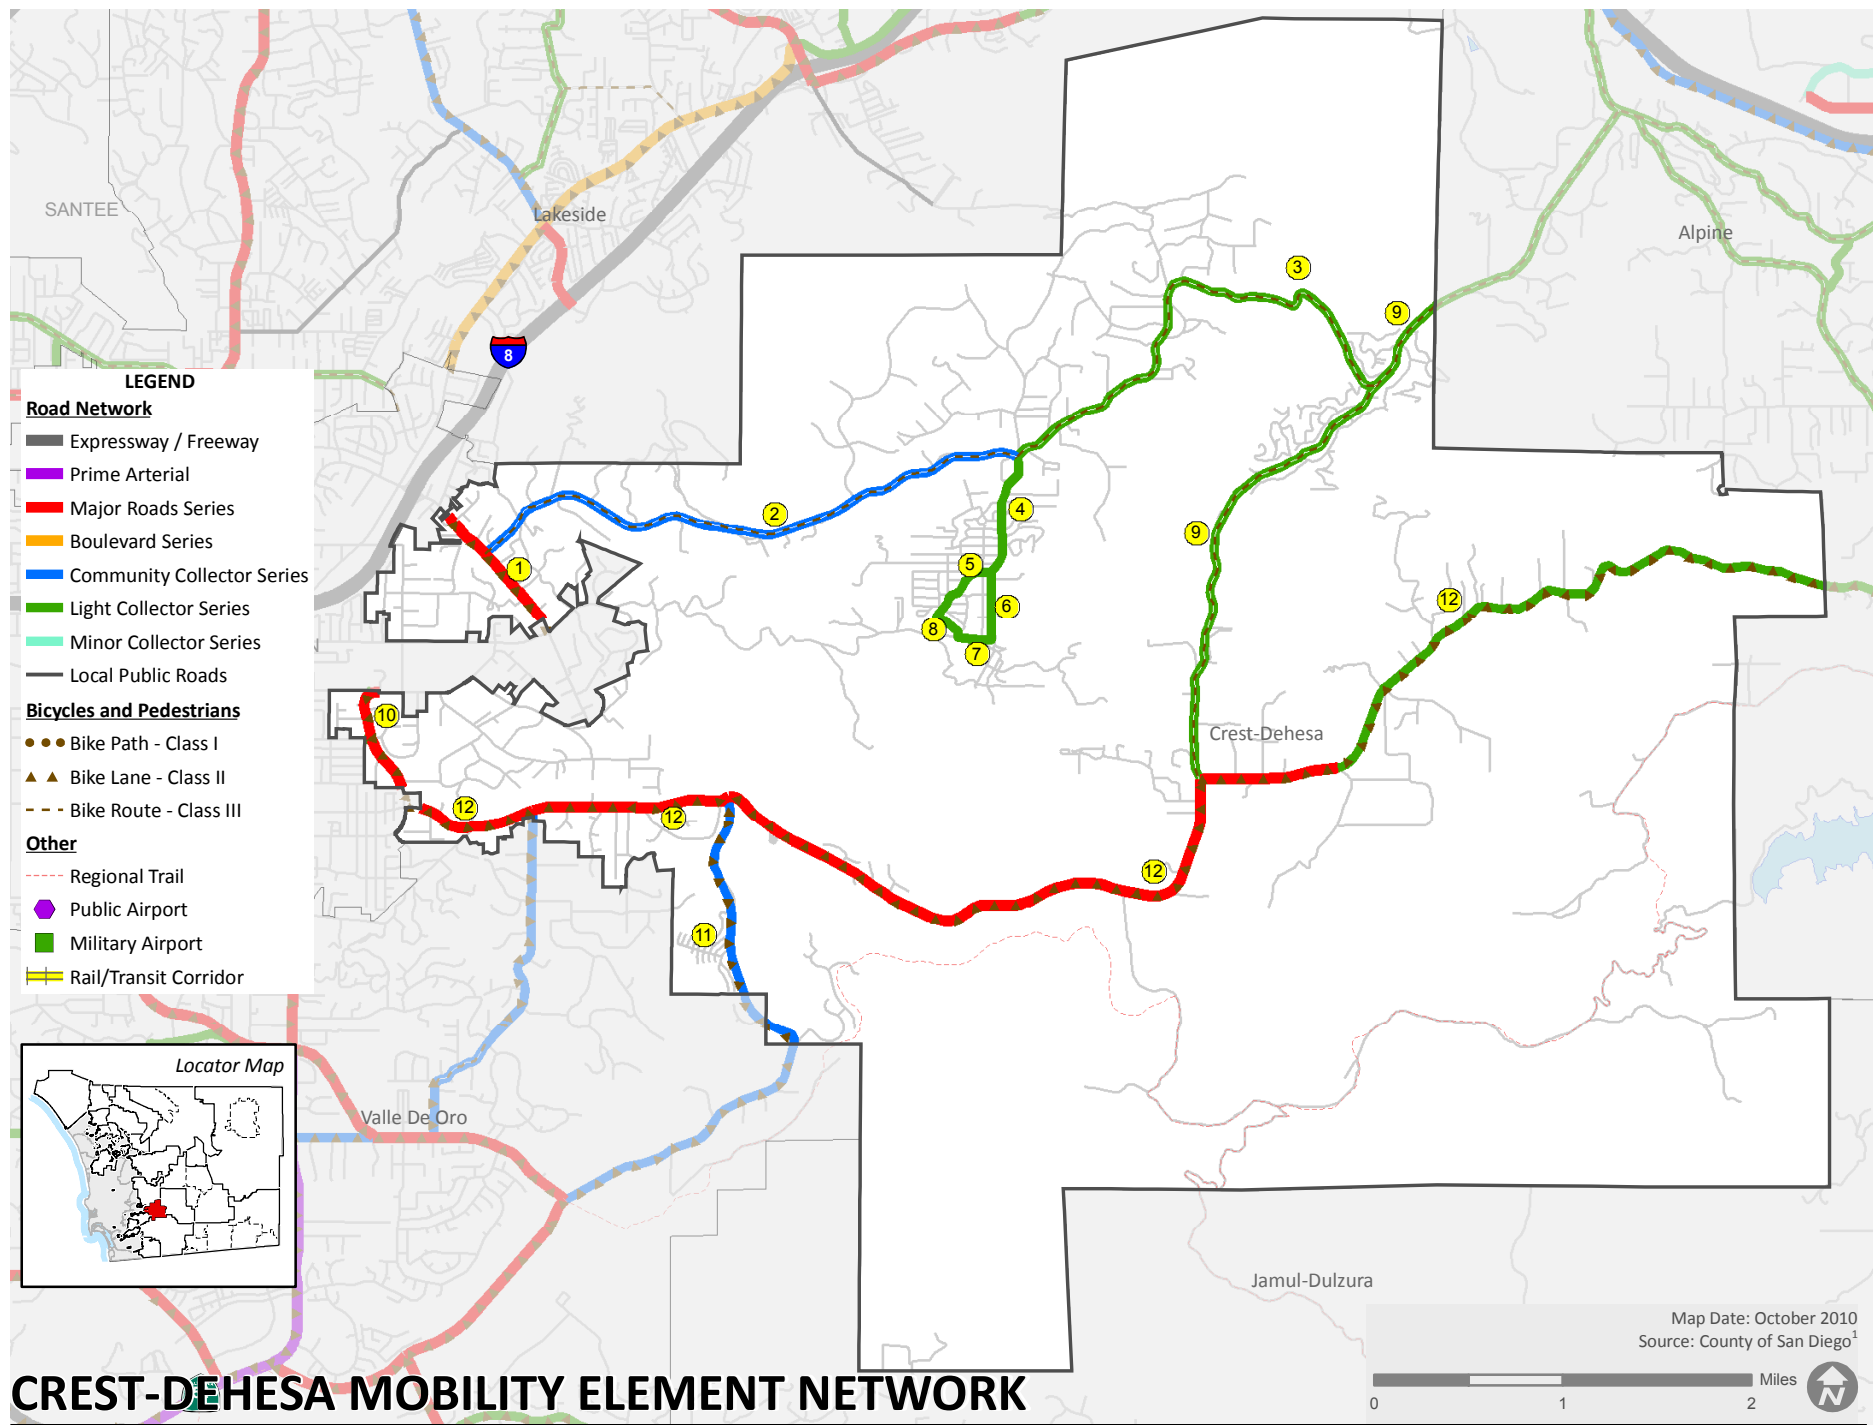 SANTEE
Lakeside
Alpine
3
9
8
LEGEND
Road Network
Expressway / Freeway
Prime Arterial
Major Roads Series
Boulevard Series
Community Collector Series
Light Collector Series
Minor Collector Series
Local Public Roads
Bicycles and Pedestrians
Bike Path - Class I
Bike Lane - Class II
Bike Route - Class III
Other
Regional Trail
Public Airport
Military Airport
Rail/Transit Corridor
2
4
9
1
5
6
12
8
7
10
Crest-Dehesa
12
12
12
11
Locator Map
Valle De Oro
Jamul-Dulzura
Map Date: October 2010
Source: County of San Diego1
Miles
0 1 2
N
CREST-DEHESA MOBILITY ELEMENT NETWORK